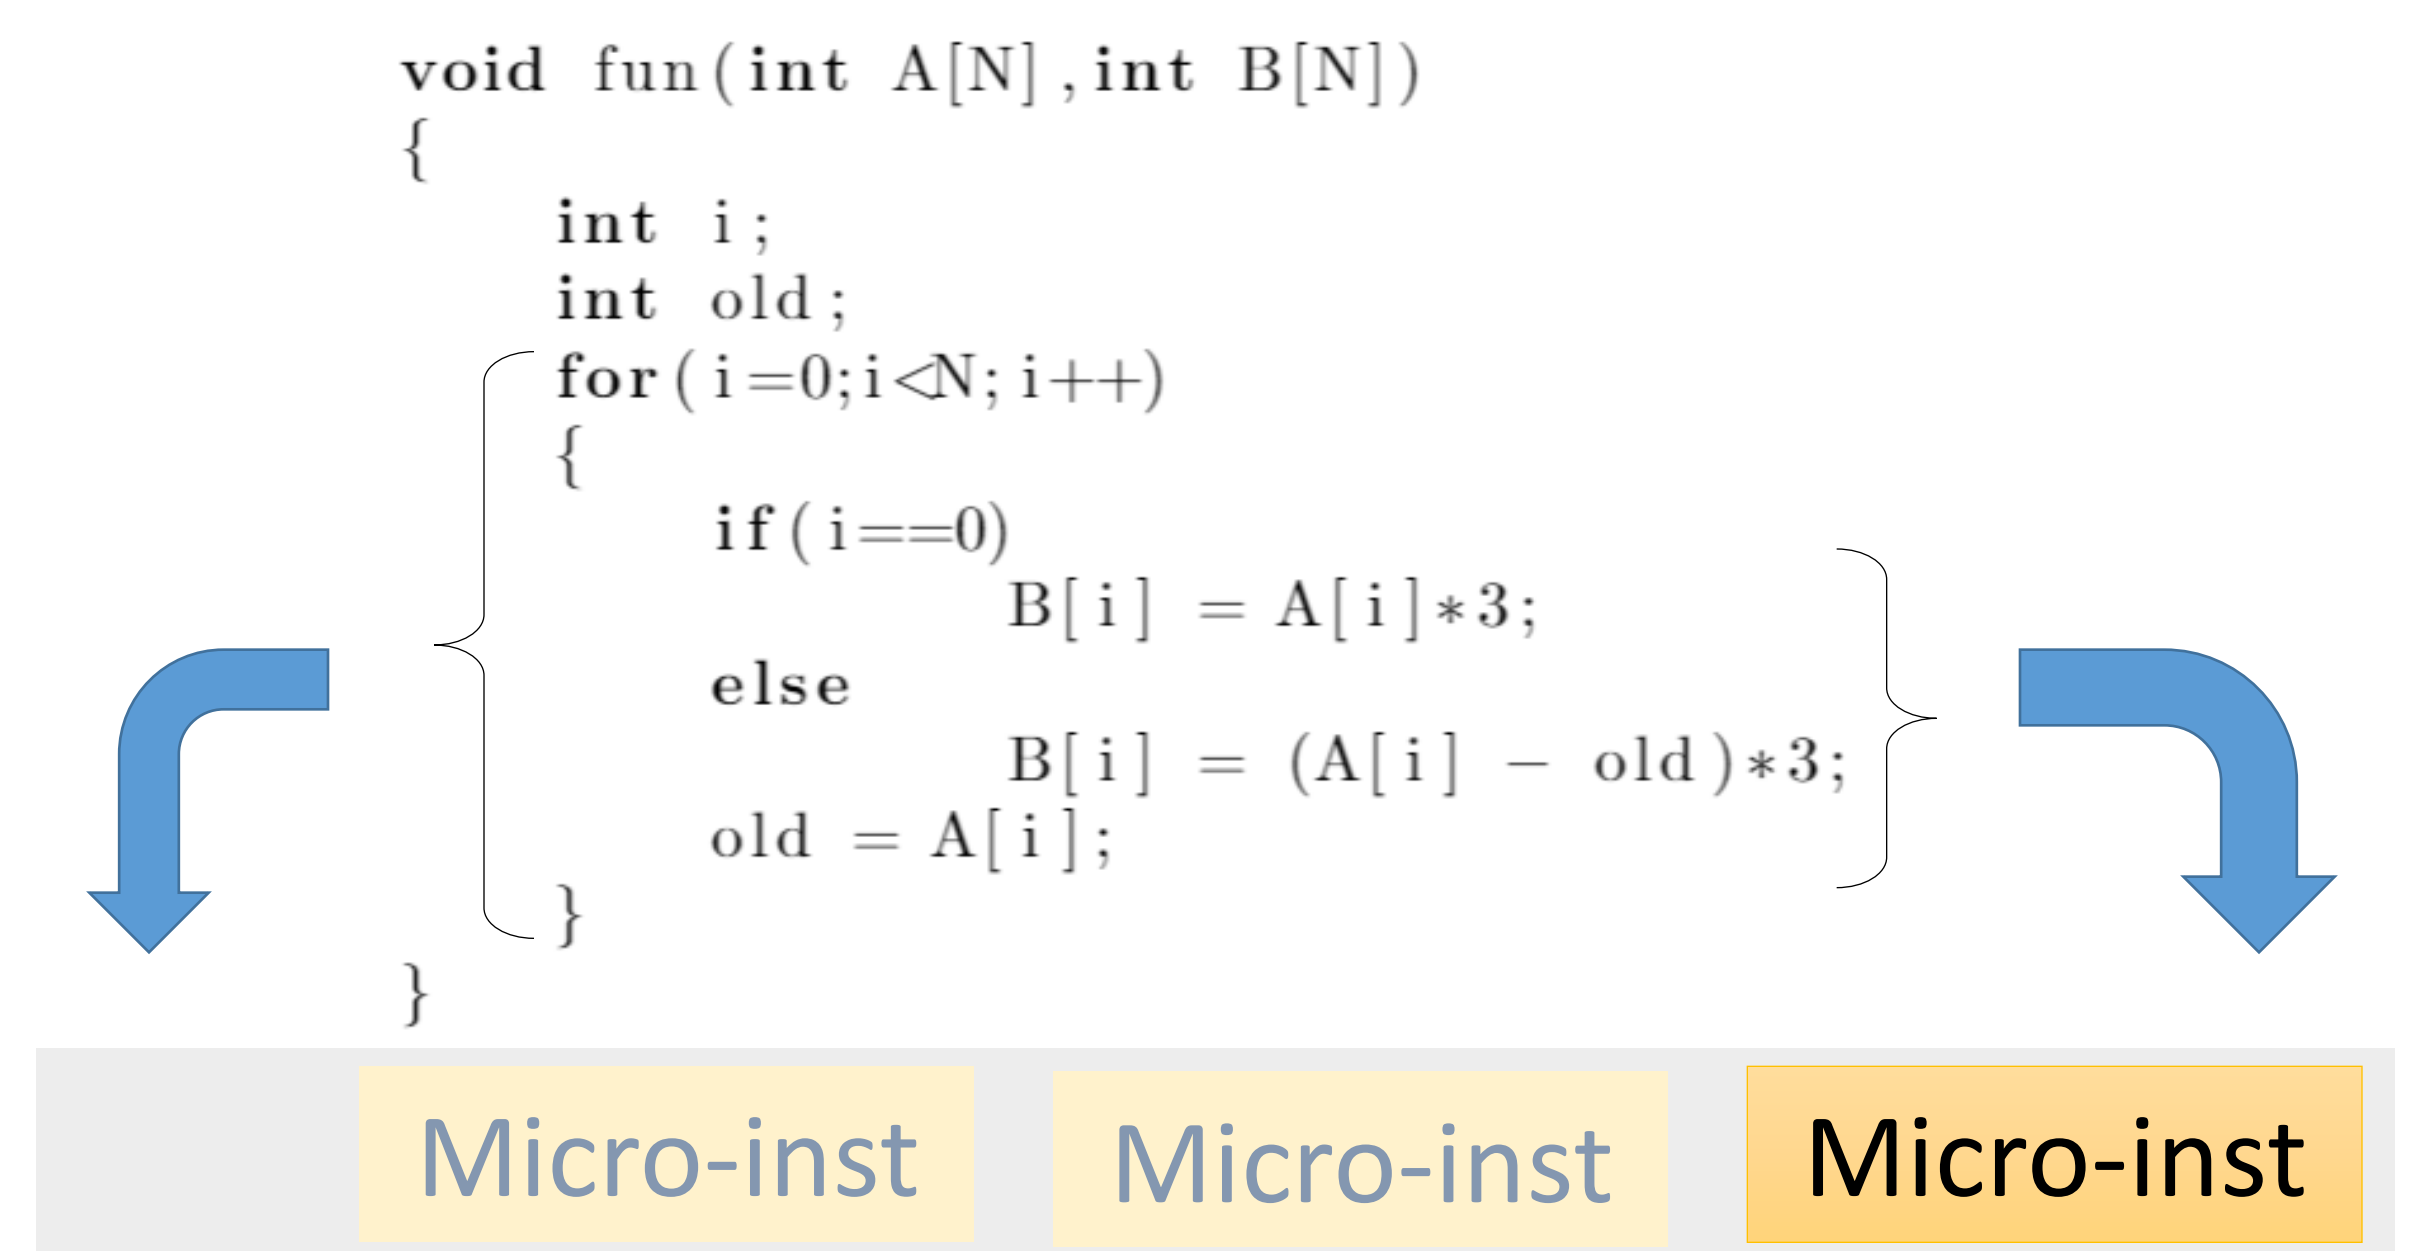 void fun(int A[N],int B[N])
{
int i;
int old;
for(i=0;i<N;i++)
{
if(i==0)
B[i] = A[i]*3;
else
B[i] = (A[i] - old)*3;
old = A[i];
}
}
Micro-inst Micro-inst Micro-inst